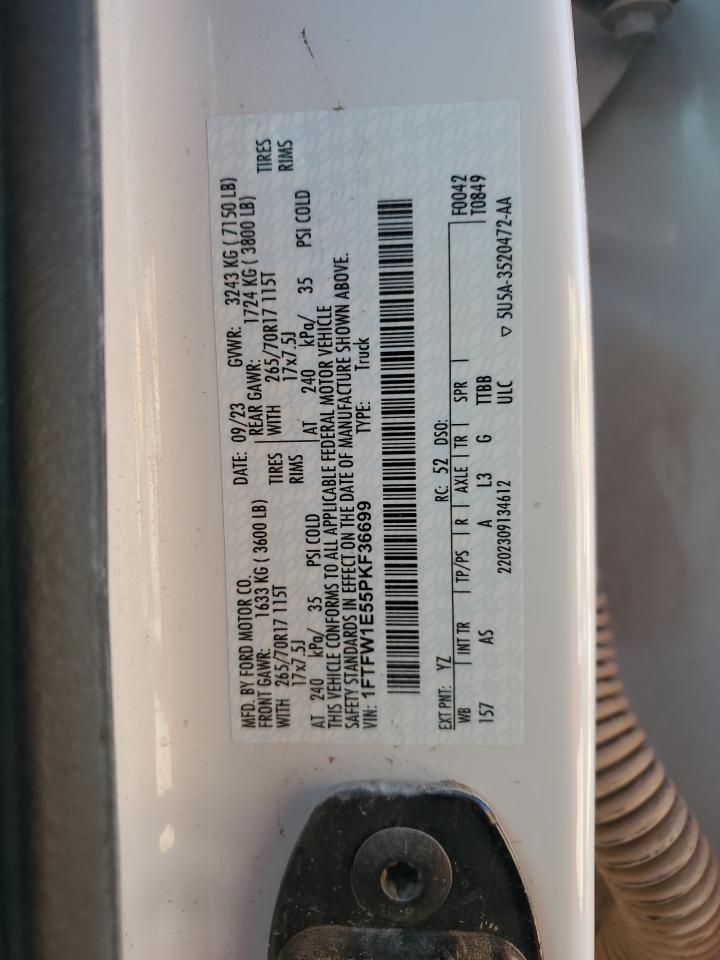 MFD. BY FORD MOTOR CO.
DATE: 09/23
GVWR: 3243 KG ( 7150 LB)
FRONT GAWR: 1633 KG ( 3600 LB)
REAR GAWR: 1724 KG ( 3800 LB)
WITH 265/70R17 115T TIRES
WITH 265/70R17 115T TIRES
17x7.5J RIMS
17x7.5J RIMS
AT 240 kPa/ 35 PSI COLD
AT 240 kPa/ 35 PSI COLD
THIS VEHICLE CONFORMS TO ALL APPLICABLE FEDERAL MOTOR VEHICLE
SAFETY STANDARDS IN EFFECT ON THE DATE OF MANUFACTURE SHOWN ABOVE.
VIN: 1FTFW1E55PKF36699
TYPE: Truck
EXT PNT: YZ RC: 52 DSO: F0042
WB INT TR TP/PS R AXLE TR SPR T0849
157 AS A L3 G TTBB
2202309134612 ULC ▽ 5U5A-3520472-AA